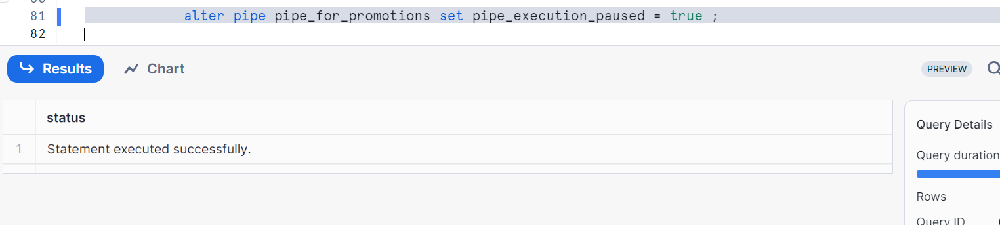 81 alter pipe pipe_for_promotions set pipe_execution_paused = true ;
82
Results Chart PREVIEW
status
1 Statement executed successfully.
Query Details
Query duration
Rows
Query ID